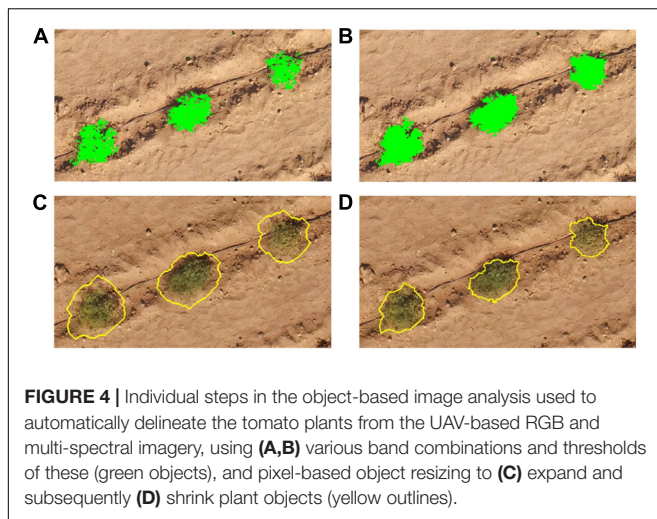 A
B
C
D
FIGURE 4 | Individual steps in the object-based image analysis used to
automatically delineate the tomato plants from the UAV-based RGB and
multi-spectral imagery, using (A,B) various band combinations and thresholds
of these (green objects), and pixel-based object resizing to (C) expand and
subsequently (D) shrink plant objects (yellow outlines).